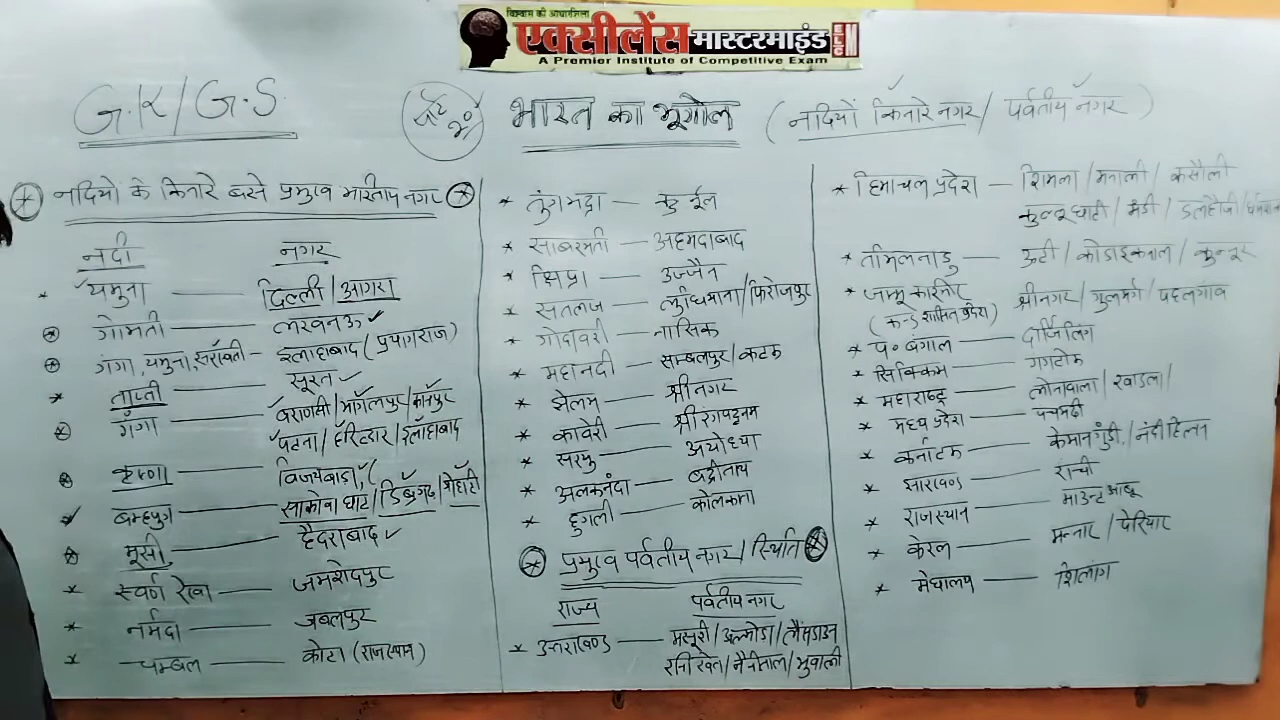 विश्वास की आधारशिला
एक्सीलेंस मास्टरमाइंड
A Premier Institute of Competitive Exam
G.K/G.S.
भारत का भूगोल (नदियों किनारे नगर/ पर्वतीय नगर)
नदियों के किनारे बसे प्रमुख भारतीय नगर
नदी नगर
* यमुना — दिल्ली/आगरा
गोमती — लखनऊ ✓
गंगा, यमुना, — इलाहाबाद (प्रयागराज)
* ताप्ती — सूरत ✓
गंगा — वाराणसी/भागलपुर/कानपुर
पटना/हरिद्वार/इलाहाबाद
कृष्णा — विजयवाड़ा
बम्हपुत्र — साकोवा घाट/डिब्रुगढ़/गोहाटी
मूसी — हैदराबाद ✓
* स्वर्ण रेखा — जमशेदपुर
* नर्मदा — जबलपुर
* चम्बल — कोटा (राजस्थान)
* तुंगभद्रा — कुर्नूल
* साबरमती — अहमदाबाद
* क्षिप्रा — उज्जैन
* सतलज — लुधियाना/फिरोजपुर
* गोदावरी — नासिक
* महानदी — सम्बलपुर/कटक
* झेलम — श्रीनगर
* कावेरी — श्रीरंगपट्टनम
* सरयु — अयोध्या
* अलकनंदा — बद्रीनाथ
* हुगली — कोलकाता
प्रमुख पर्वतीय नगर/स्थिति
राज्य पर्वतीय नगर
* उत्तराखण्ड — मसूरी/अल्मोडा/लैंसडाउन
रानीखेत/नैनीताल/भुवाली
* हिमाचल प्रदेश — शिमला/मनाली/कसौली
कुल्लू घाटी/मंडी/डलहौजी/
* तमिलनाडु — ऊटी/कोडाइकनाल/कुन्नूर
* जम्मू कश्मीर — श्रीनगर/गुलमर्ग/पहलगांव
(केन्द्र शासित प्रदेश)
* प० बंगाल — दार्जिलिंग
* सिक्किम — गंगटोक
* महाराष्ट्र — लोनावाला/खंडाला/
* मध्य प्रदेश — पचमढी
* कर्नाटक — केमानगुंडी/नंदी हिल्स
* झारखण्ड — रांची
* राजस्थान — माउन्ट आबू
* केरल — मन्नार/पेरियार
* मेघालय — शिलांग